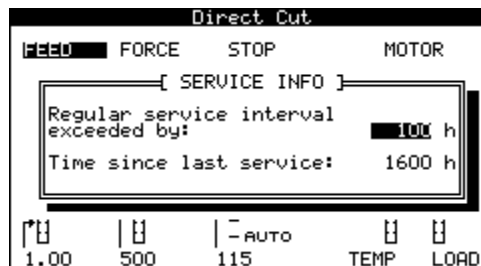 Direct Cut
FEED FORCE STOP MOTOR
[ SERVICE INFO ]
Regular service interval
exceeded by: 100 h
Time since last service: 1600 h
AUTO
1.00 500 115 TEMP LOAD